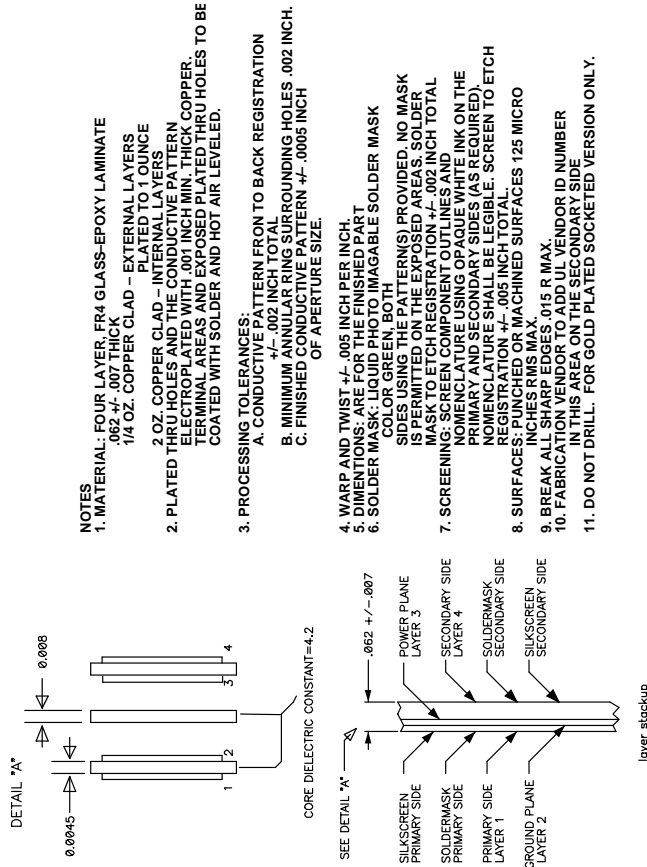 NOTES
1. MATERIAL: FOUR LAYER, FR4 GLASS-EPOXY LAMINATE
.062 +/- .007 THICK
1/4 OZ. COPPER CLAD – EXTERNAL LAYERS
PLATED TO 1 OUNCE
2 OZ. COPPER CLAD – INTERNAL LAYERS
2. PLATED THRU HOLES AND THE CONDUCTIVE PATTERN
ELECTROPLATED WITH .001 INCH MIN. THICK COPPER.
TERMINAL AREAS AND EXPOSED PLATED THRU HOLES TO BE
COATED WITH SOLDER AND HOT AIR LEVELED.
3. PROCESSING TOLERANCES:
A. CONDUCTIVE PATTERN FRON TO BACK REGISTRATION
+/- .002 INCH TOTAL
B. MINIMUM ANNULAR RING SURROUNDING HOLES .002 INCH.
C. FINISHED CONDUCTIVE PATTERN +/- .0005 INCH
OF APERTURE SIZE.
4. WARP AND TWIST +/- .005 INCH PER INCH.
5. DIMENTIONS: ARE FOR THE FINISHED PART
6. SOLDER MASK: LIQUID PHOTO IMAGABLE SOLDER MASK
COLOR GREEN, BOTH
SIDES USING THE PATTERN(S) PROVIDED. NO MASK
IS PERMITTED ON THE EXPOSED AREAS, SOLDER
MASK TO ETCH REGISTRATION +/- .002 INCH TOTAL
7. SCREENING: SCREEN COMPONENT OUTLINES AND
NOMENCLATURE USING OPAQUE WHITE INK ON THE
PRIMARY AND SECONDARY SIDES (AS REQUIRED).
NOMENCLATURE SHALL BE LEGIBLE. SCREEN TO ETCH
REGISTRATION +/- .005 INCH TOTAL.
8. SURFACES: PUNCHED OR MACHINED SURFACES 125 MICRO
INCHES RMS MAX.
9. BREAK ALL SHARP EDGES .015 R MAX.
10. FABRICATION VENDOR TO ADD UL VENDOR ID NUMBER
IN THIS AREA ON THE SECONDARY SIDE
11. DO NOT DRILL. FOR GOLD PLATED SOCKETED VERSION ONLY.
DETAIL "A"
0.0045
0.008
1
2
3
4
CORE DIELECTRIC CONSTANT=4.2
SEE DETAIL "A"
.062 +/-.007
SILKSCREEN
PRIMARY SIDE
SOLDERMASK
PRIMARY SIDE
PRIMARY SIDE
LAYER 1
GROUND PLANE
LAYER 2
POWER PLANE
LAYER 3
SECONDARY SIDE
LAYER 4
SOLDERMASK
SECONDARY SIDE
SILKSCREEN
SECONDARY SIDE
layer stackup